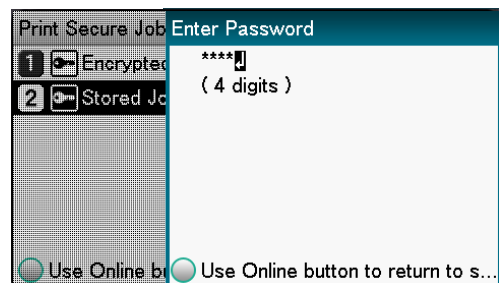 Print Secure Job
Enter Password
1 Encrypted
****
2 Stored Jo
( 4 digits )
Use Online bu
Use Online button to return to s...